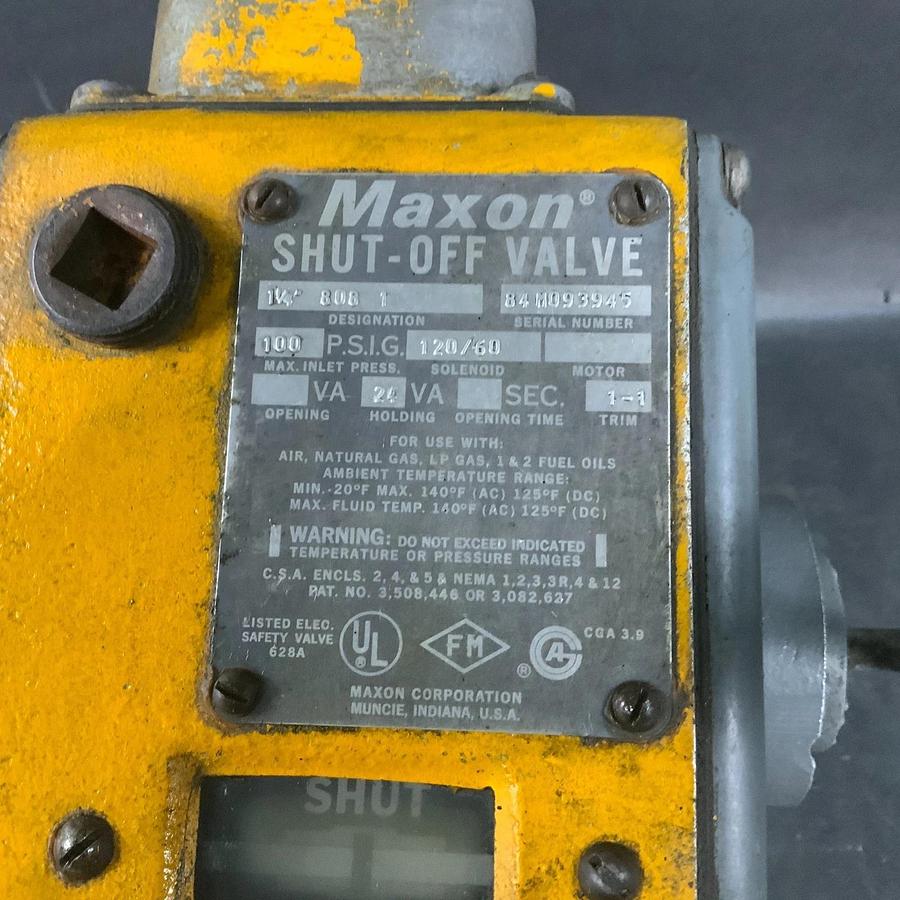 Maxon®
SHUT-OFF VALVE
1¼" 808 1 84M093945
DESIGNATION SERIAL NUMBER
100 P.S.I.G. 120/60
MAX. INLET PRESS. SOLENOID MOTOR
VA 24 VA SEC. 1-1
OPENING HOLDING OPENING TIME TRIM
FOR USE WITH:
AIR, NATURAL GAS, LP GAS, 1 & 2 FUEL OILS
AMBIENT TEMPERATURE RANGE:
MIN. -20°F MAX. 140°F (AC) 125°F (DC)
MAX. FLUID TEMP. 140°F (AC) 125°F (DC)
WARNING: DO NOT EXCEED INDICATED
TEMPERATURE OR PRESSURE RANGES
C.S.A. ENCLS. 2, 4, & 5 & NEMA 1,2,3,3R,4 & 12
PAT. NO. 3,508,446 OR 3,082,637
LISTED ELEC.
SAFETY VALVE
628A
UL®
FM
® AG
CGA 3.9
MAXON CORPORATION
MUNCIE, INDIANA, U.S.A.
SHUT